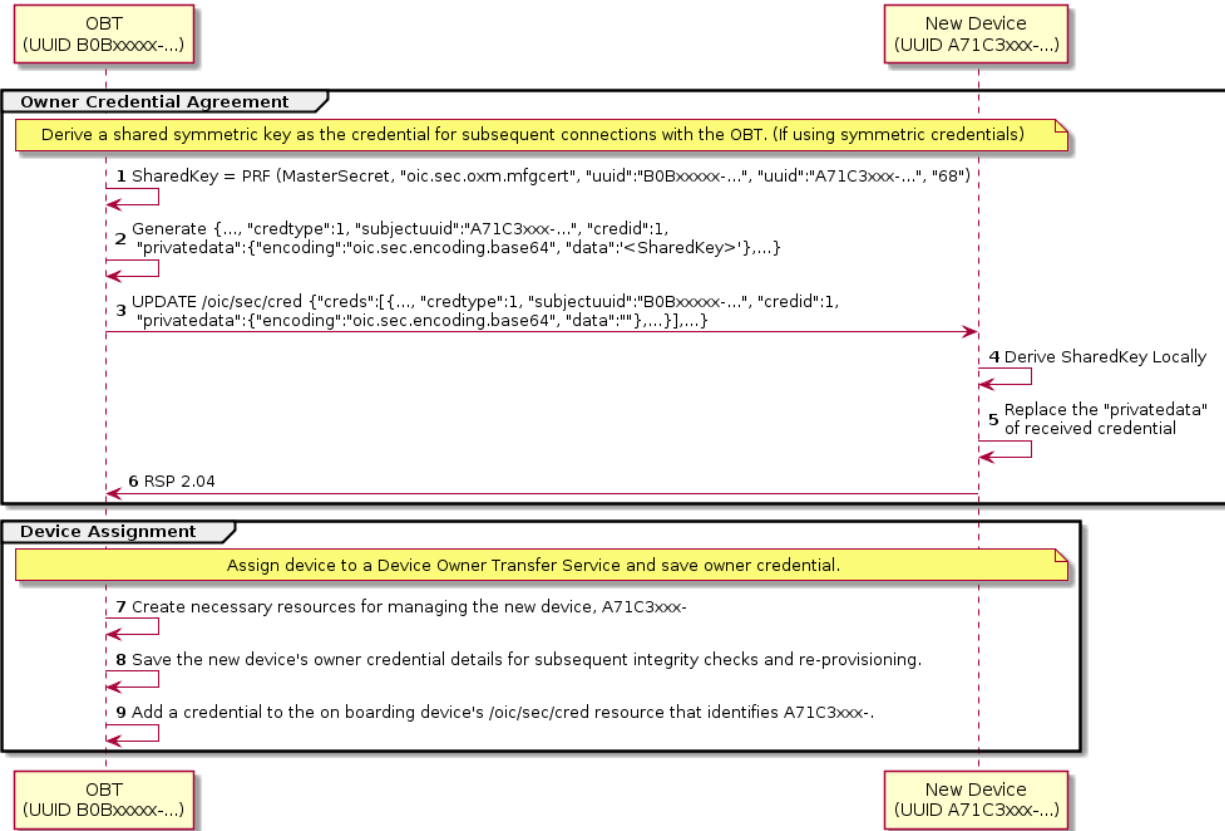 OBT
(UUID B0Bxxxxx-...)
New Device
(UUID A71C3xxx-...)
Owner Credential Agreement
Derive a shared symmetric key as the credential for subsequent connections with the OBT. (If using symmetric credentials)
1 SharedKey = PRF (MasterSecret, "oic.sec.oxm.mfgcert", "uuid":"B0Bxxxxx-...", "uuid":"A71C3xxx-...", "68")
2 Generate {..., "credtype":1, "subjectuuid":"A71C3xxx-...", "credid":1,
"privatedata":{"encoding":"oic.sec.encoding.base64", "data":'<SharedKey>'},...}
3 UPDATE /oic/sec/cred {"creds":[{..., "credtype":1, "subjectuuid":"B0Bxxxxx-...", "credid":1,
"privatedata":{"encoding":"oic.sec.encoding.base64", "data":""},...}],...}
4 Derive SharedKey Locally
5 Replace the "privatedata"
of received credential
6 RSP 2.04
Device Assignment
Assign device to a Device Owner Transfer Service and save owner credential.
7 Create necessary resources for managing the new device, A71C3xxx-
8 Save the new device's owner credential details for subsequent integrity checks and re-provisioning.
9 Add a credential to the on boarding device's /oic/sec/cred resource that identifies A71C3xxx-.
OBT
(UUID B0Bxxxxx-...)
New Device
(UUID A71C3xxx-...)